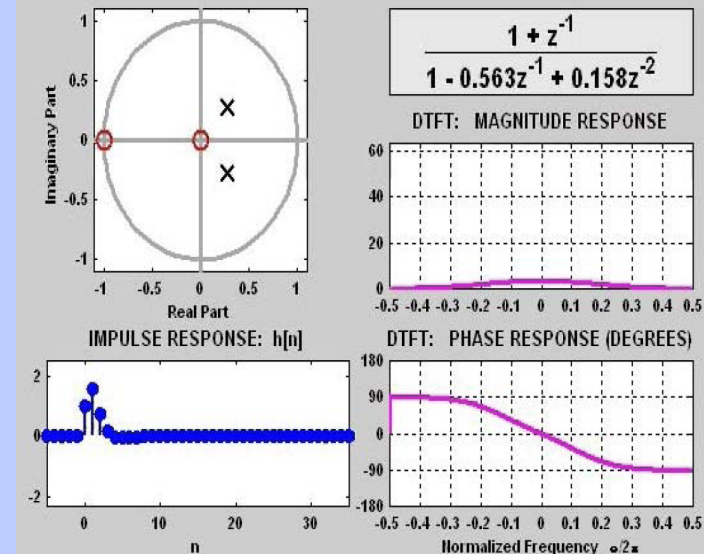 1
0.5
0
-0.5
-1
Imaginary Part
-1 -0.5 0 0.5 1
Real Part
1 + z^-1
1 - 0.563z^-1 + 0.158z^-2
DTFT: MAGNITUDE RESPONSE
60
40
20
0
-0.5 -0.4 -0.3 -0.2 -0.1 0 0.1 0.2 0.3 0.4 0.5
IMPULSE RESPONSE: h[n]
2
0
-2
0 10 20 30
n
DTFT: PHASE RESPONSE (DEGREES)
180
90
0
-90
-180
-0.5 -0.4 -0.3 -0.2 -0.1 0 0.1 0.2 0.3 0.4 0.5
Normalized Frequency